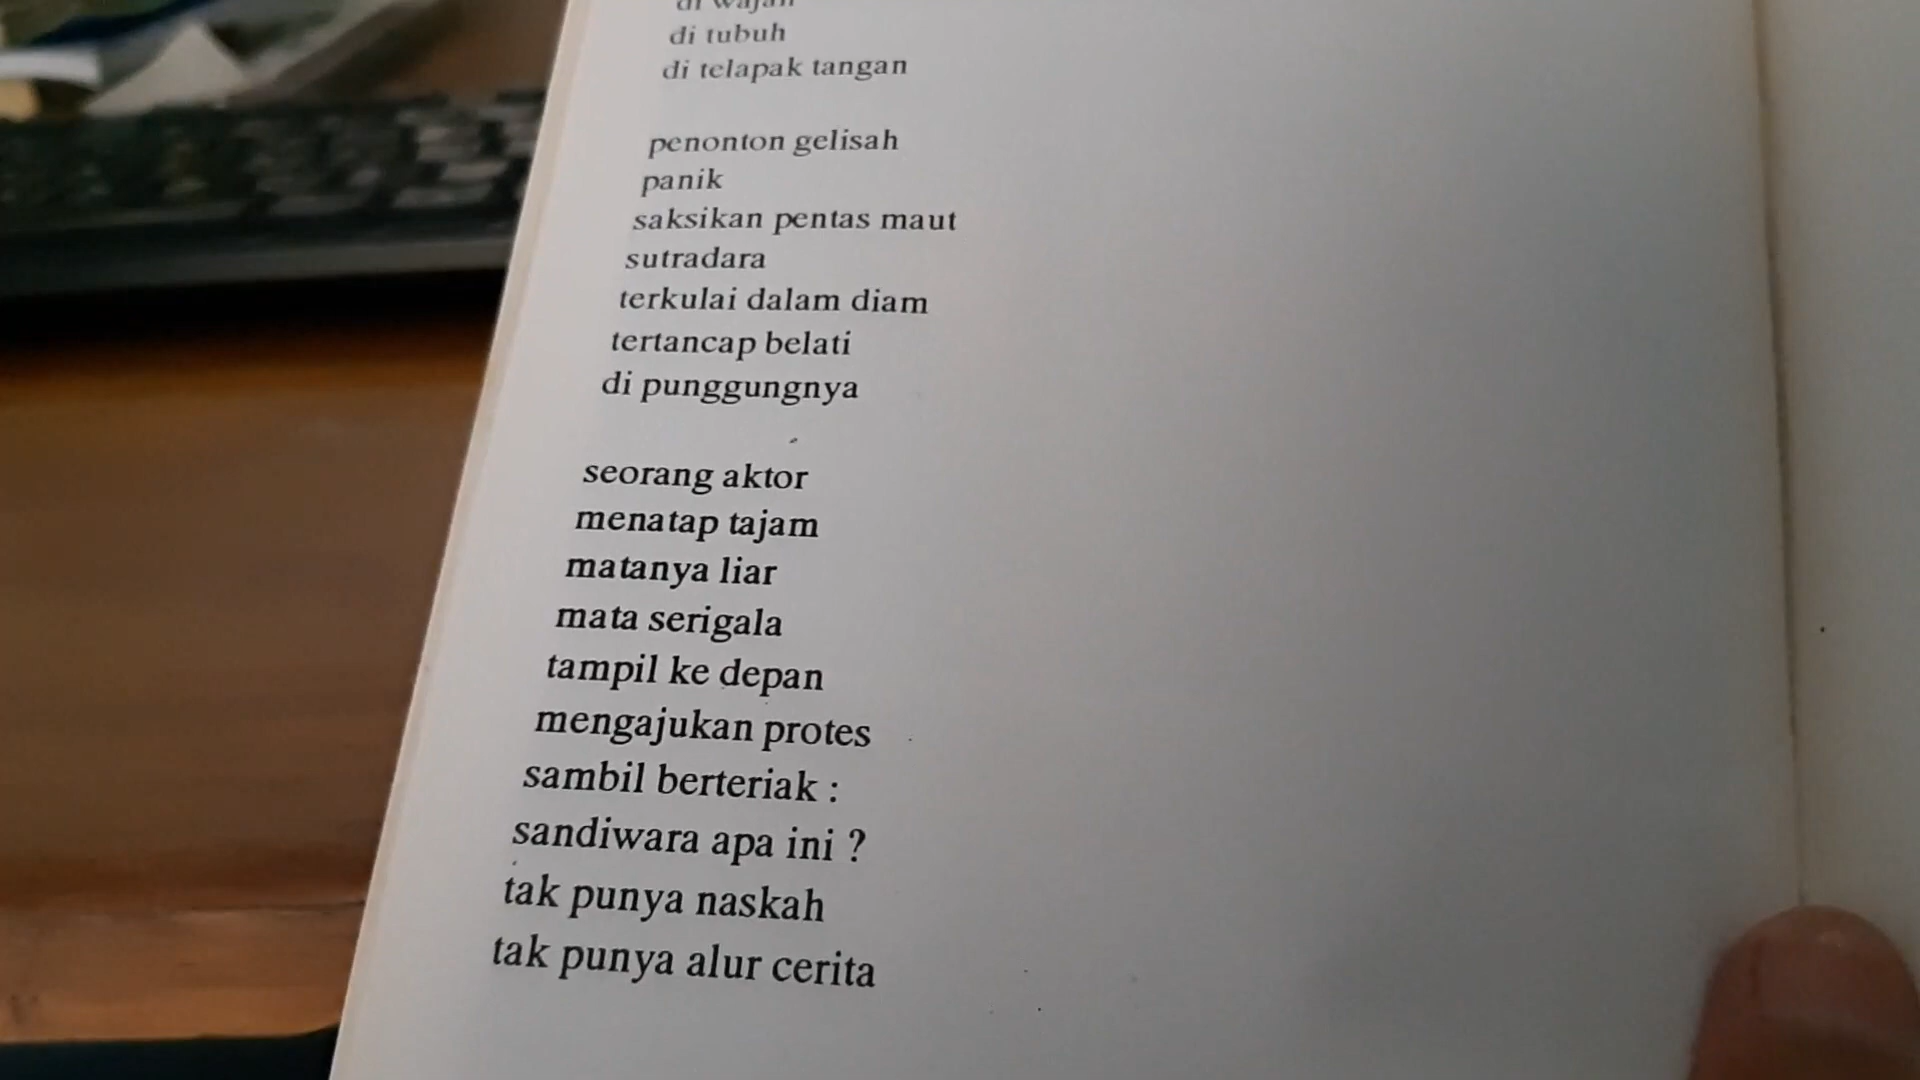 di wajah
di tubuh
di telapak tangan
penonton gelisah
panik
saksikan pentas maut
sutradara
terkulai dalam diam
tertancap belati
di punggungnya
seorang aktor
menatap tajam
matanya liar
mata serigala
tampil ke depan
mengajukan protes
sambil berteriak :
sandiwara apa ini ?
tak punya naskah
tak punya alur cerita